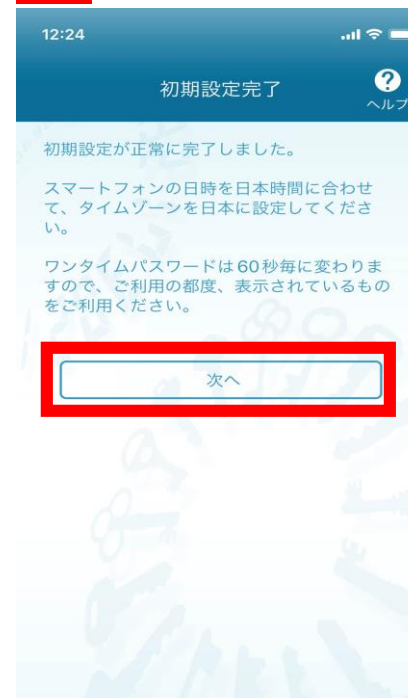 12:24
初期設定完了
?
ヘルプ
初期設定が正常に完了しました。
スマートフォンの日時を日本時間に合わせ
て、タイムゾーンを日本に設定してくださ
い。
ワンタイムパスワードは60秒毎に変わりま
すので、ご利用の都度、表示されているもの
をご利用ください。
次へ